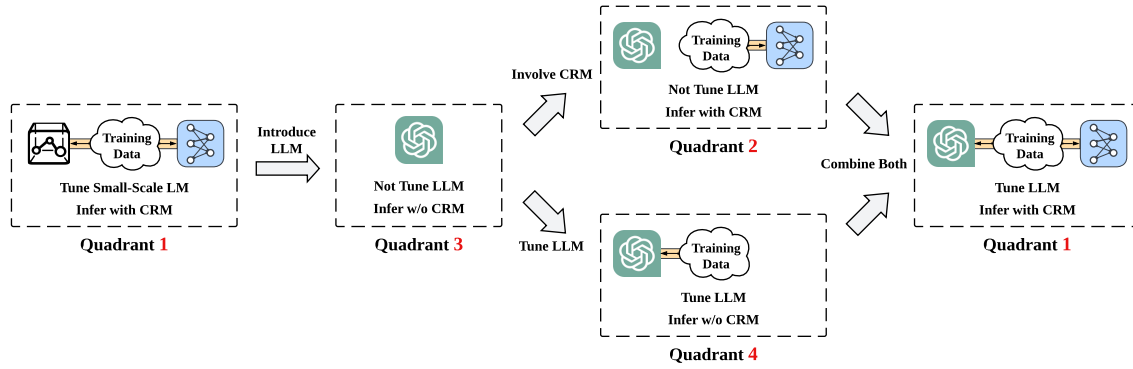 Training
Data
Tune Small-Scale LM
Infer with CRM
Quadrant 1
Introduce
LLM
Not Tune LLM
Infer w/o CRM
Quadrant 3
Involve CRM
Tune LLM
Training
Data
Not Tune LLM
Infer with CRM
Quadrant 2
Training
Data
Tune LLM
Infer w/o CRM
Quadrant 4
Combine Both
Training
Data
Tune LLM
Infer with CRM
Quadrant 1